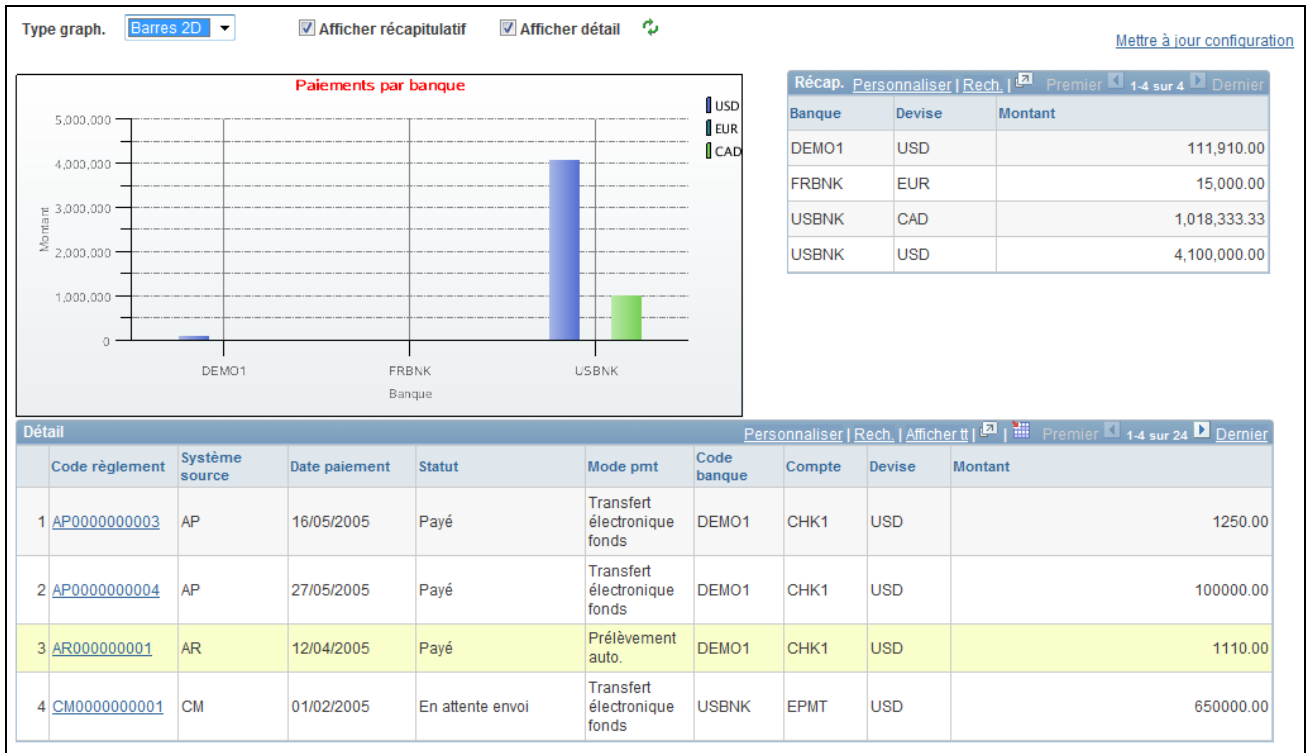 Type graph. Barres 2D Afficher récapitulatif Afficher détail
Mettre à jour configuration
Paiements par banque
USD
EUR
CAD
5,000,000
4,000,000
3,000,000
2,000,000
1,000,000
0
Montant
DEMO1 FRBNK USBNK
Banque
Récap. Personnaliser | Rech. | Premier 1-4 sur 4 Dernier
Banque Devise Montant
DEMO1 USD 111,910.00
FRBNK EUR 15,000.00
USBNK CAD 1,018,333.33
USBNK USD 4,100,000.00
Détail Personnaliser | Rech. | Afficher tt | | Premier 1-4 sur 24 Dernier
Code règlement Système source Date paiement Statut Mode pmt Code banque Compte Devise Montant
1 AP0000000003 AP 16/05/2005 Payé Transfert électronique fonds DEMO1 CHK1 USD 1250.00
2 AP0000000004 AP 27/05/2005 Payé Transfert électronique fonds DEMO1 CHK1 USD 100000.00
3 AR000000001 AR 12/04/2005 Payé Prélèvement auto. DEMO1 CHK1 USD 1110.00
4 CM0000000001 CM 01/02/2005 En attente envoi Transfert électronique fonds USBNK EPMT USD 650000.00